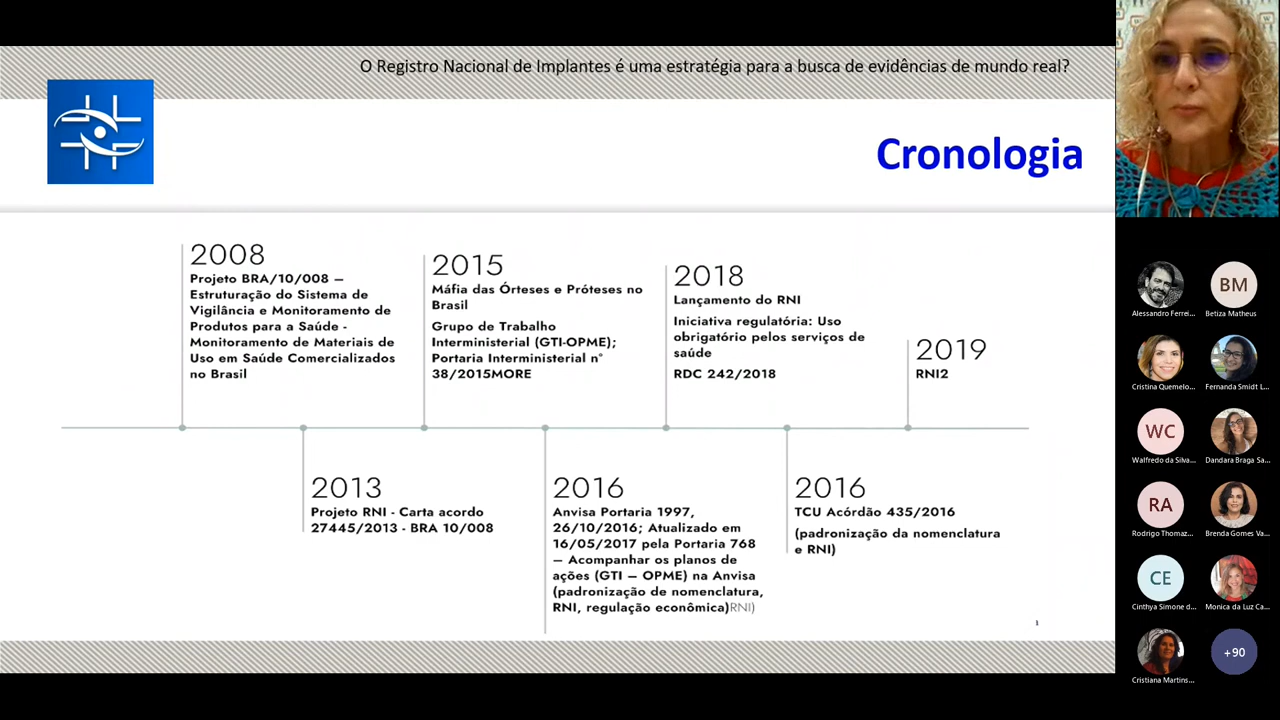 O Registro Nacional de Implantes é uma estratégia para a busca de evidências de mundo real?
Cronologia
2008
Projeto BRA/10/008 –
Estruturação do Sistema de
Vigilância e Monitoramento de
Produtos para a Saúde -
Monitoramento de Materiais de
Uso em Saúde Comercializados
no Brasil
2015
Máfia das Órteses e Próteses no
Brasil
Grupo de Trabalho
Interministerial (GTI-OPME);
Portaria Interministerial n°
38/2015MORE
2018
Lançamento do RNI
Iniciativa regulatória: Uso
obrigatório pelos serviços de
saúde
RDC 242/2018
2019
RNI2
2013
Projeto RNI - Carta acordo
27445/2013 - BRA 10/008
2016
Anvisa Portaria 1997,
26/10/2016; Atualizado em
16/05/2017 pela Portaria 768
– Acompanhar os planos de
ações (GTI – OPME) na Anvisa
(padronização de nomenclatura,
RNI, regulação econômica)RNI)
2016
TCU Acórdão 435/2016
(padronização da nomenclatura
e RNI)
Alessandro Ferrei...
BM
Betiza Matheus
Cristina Quemelo...
Fernanda Smidt L...
WC
Walfredo da Silva...
Dandara Braga Sa...
RA
Rodrigo Thomaz...
Brenda Gomes Va...
CE
Cinthya Simone d...
Monica da Luz Ca...
Cristiana Martins...
+90